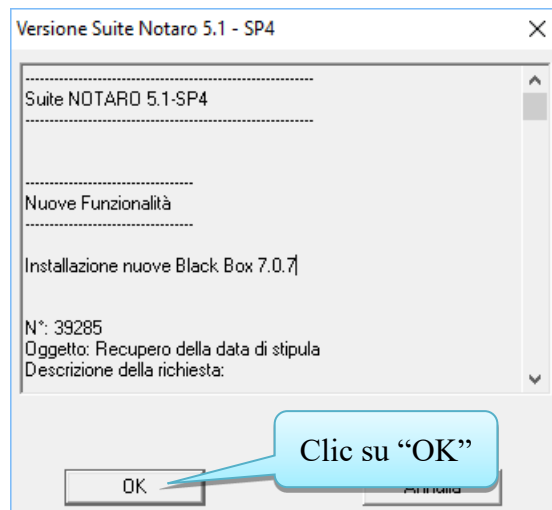 Versione Suite Notaro 5.1 - SP4
------------------------------------------------------------
Suite NOTARO 5.1-SP4
------------------------------------------------------------
-----------------------------------
Nuove Funzionalità
-----------------------------------
Installazione nuove Black Box 7.0.7
N°: 39285
Oggetto: Recupero della data di stipula
Descrizione della richiesta:
Clic su “OK”
OK
Annulla